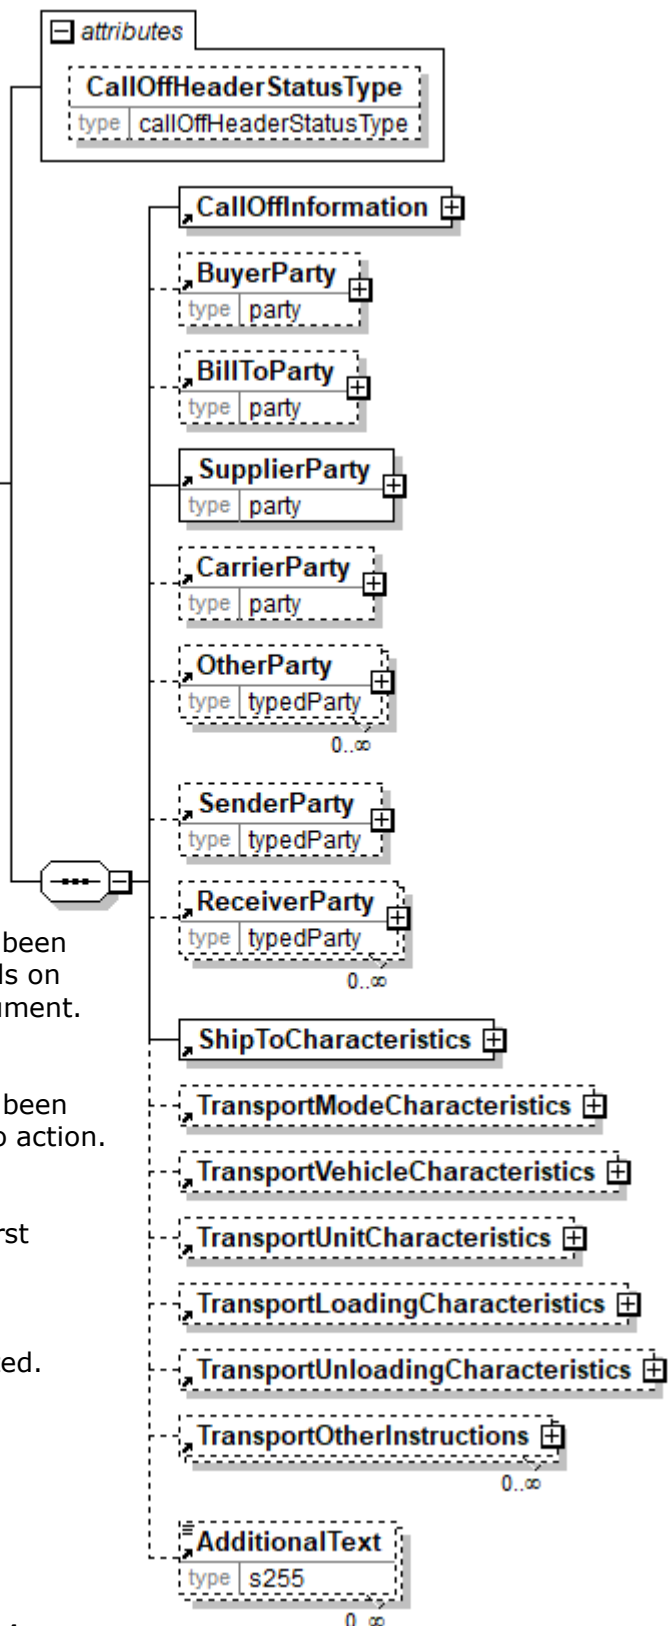 attributes
CallOffHeaderStatusType
type callOffHeaderStatusType
CallOffInformation
BuyerParty
type party
BillToParty
type party
SupplierParty
type party
CarrierParty
type party
OtherParty
type typedParty
0..∞
SenderParty
type typedParty
ReceiverParty
type typedParty
0..∞
been
ls on
ument.
been
o action.
rst
ted.
ShipToCharacteristics
TransportModeCharacteristics
TransportVehicleCharacteristics
TransportUnitCharacteristics
TransportLoadingCharacteristics
TransportUnloadingCharacteristics
TransportOtherInstructions
0..∞
AdditionalText
type s255
0..∞